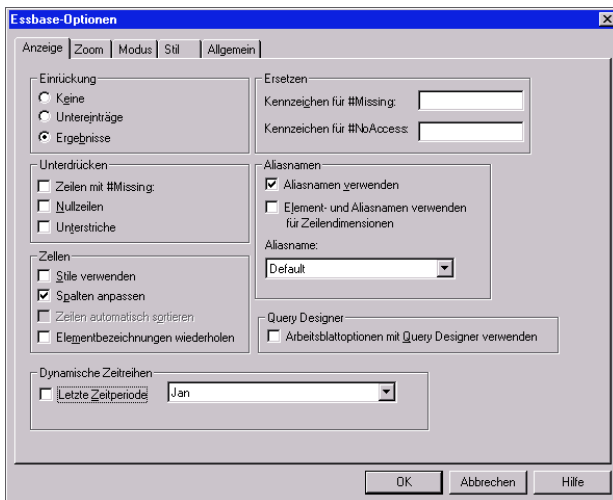 Essbase-Optionen
Anzeige Zoom Modus Stil Allgemein
Einrückung
Keine
Untereinträge
Ergebnisse
Ersetzen
Kennzeichen für #Missing:
Kennzeichen für #NoAccess:
Unterdrücken
Zeilen mit #Missing:
Nullzeilen
Unterstriche
Aliasnamen
Aliasnamen verwenden
Element- und Aliasnamen verwenden
für Zeilendimensionen
Aliasname:
Default
Zellen
Stile verwenden
Spalten anpassen
Zeilen automatisch sortieren
Elementbezeichnungen wiederholen
Query Designer
Arbeitsblattoptionen mit Query Designer verwenden
Dynamische Zeitreihen
Letzte Zeitperiode Jan
OK Abbrechen Hilfe